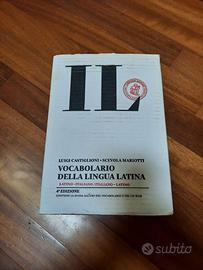 IL
LUIGI CASTIGLIONI • SCEVOLA MARIOTTI
VOCABOLARIO
DELLA LINGUA LATINA
LATINO-ITALIANO ITALIANO-LATINO
4ª EDIZIONE
subito